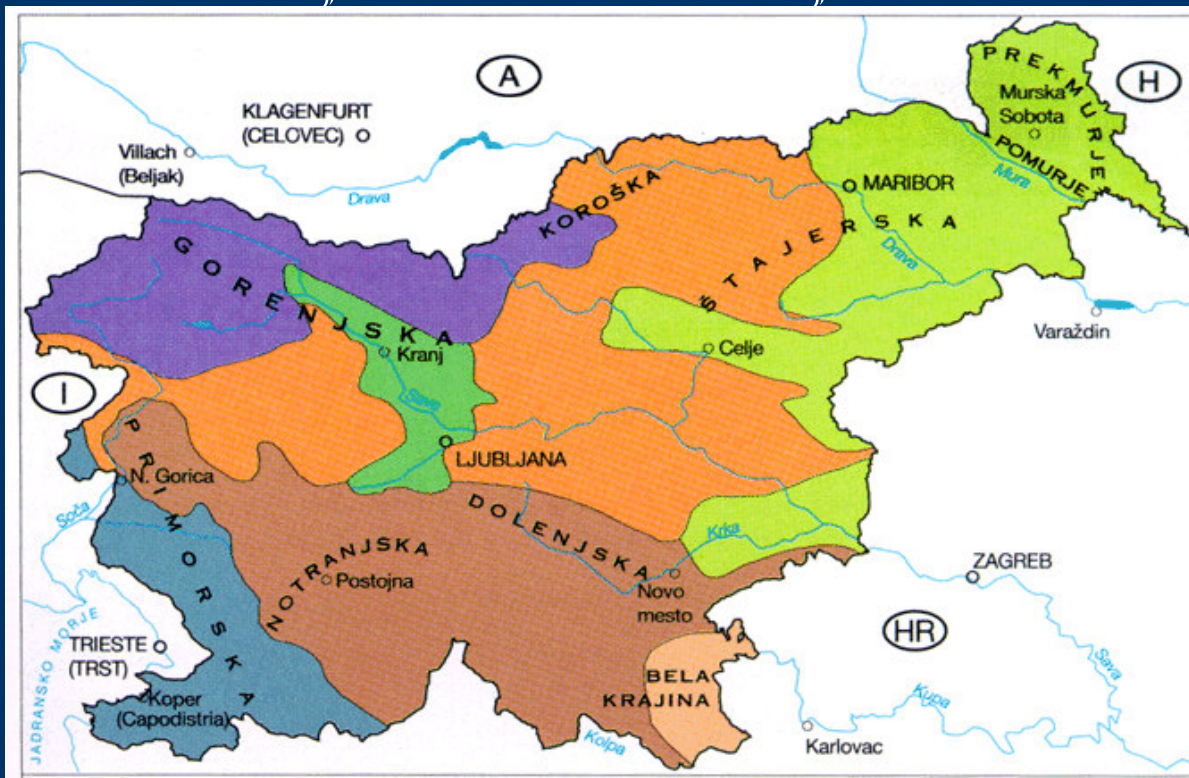 A
H
PREKMURJE
Murska
Sobota
KLAGENFURT
(CELOVEC)
Villach
(Beljak)
Drava
POMURJE
Mura
KOROŠKA
MARIBOR
ŠTAJERSKA
Drava
GORENJSKA
Varaždin
Kranj
Celje
I
Sava
PRIMORSKA
LJUBLJANA
N. Gorica
DOLENJSKA
Soča
Krka
NOTRANJSKA
Postojna
ZAGREB
Novo
mesto
JADRANSKO MORJE
TRIESTE
(TRST)
HR
Sava
BELA
KRAJINA
Koper
(Capodistria)
Kupa
Kolpa
Karlovac